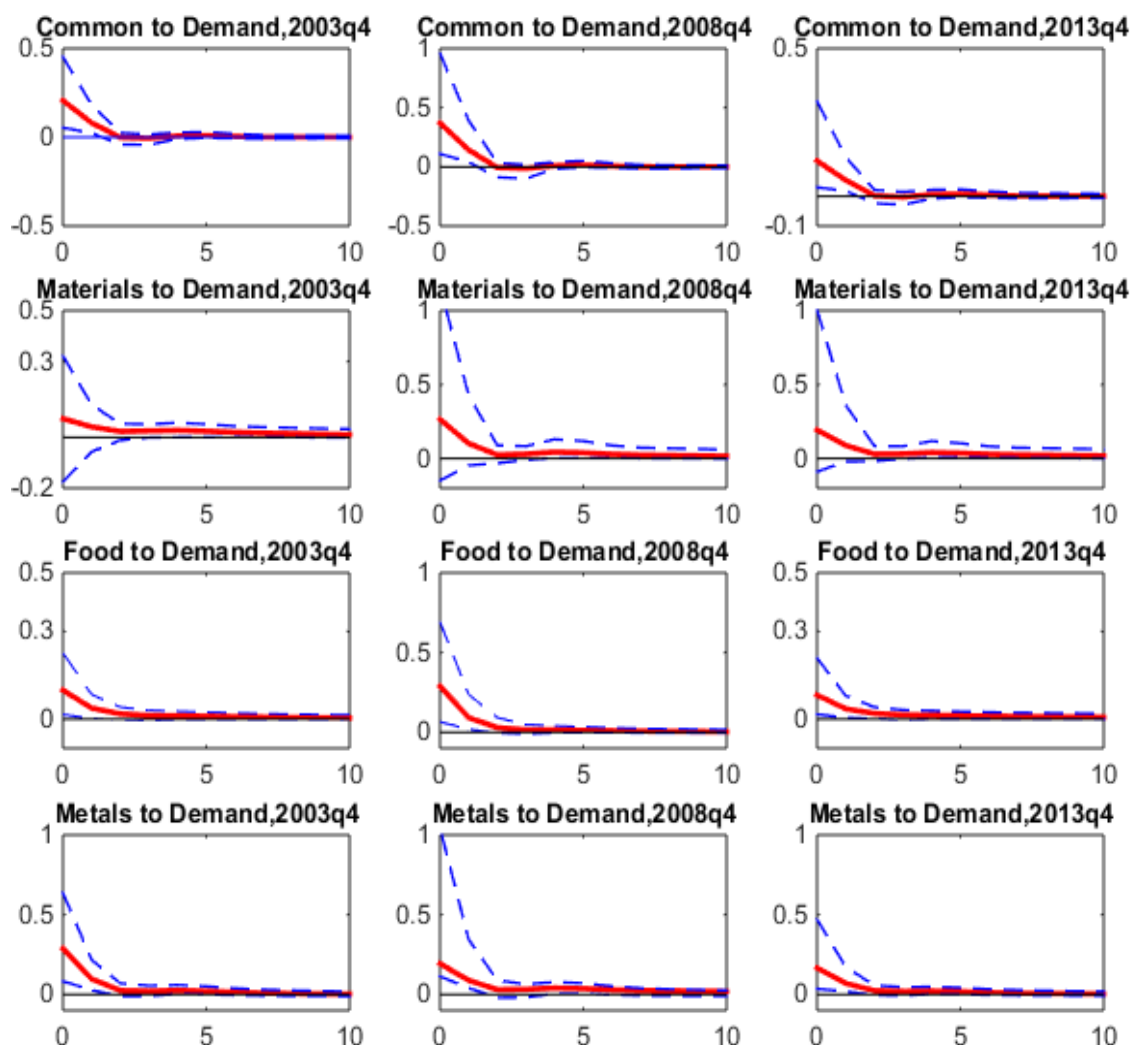 Common to Demand,2003q4 Common to Demand,2008q4 Common to Demand,2013q4
0.5 1 0.5
0.5
0 0
-0.5 -0.5 -0.1
0 5 10 0 5 10 0 5 10
Materials to Demand,2003q4 Materials to Demand,2008q4 Materials to Demand,2013q4
0.5 1 1
0.3
0.5 0.5
0 0
-0.2
0 5 10 0 5 10 0 5 10
Food to Demand,2003q4 Food to Demand,2008q4 Food to Demand,2013q4
0.5 1 0.5
0.3 0.5 0.3
0 0 0
0 5 10 0 5 10 0 5 10
Metals to Demand,2003q4 Metals to Demand,2008q4 Metals to Demand,2013q4
1 1 1
0.5 0.5 0.5
0 0 0
0 5 10 0 5 10 0 5 10